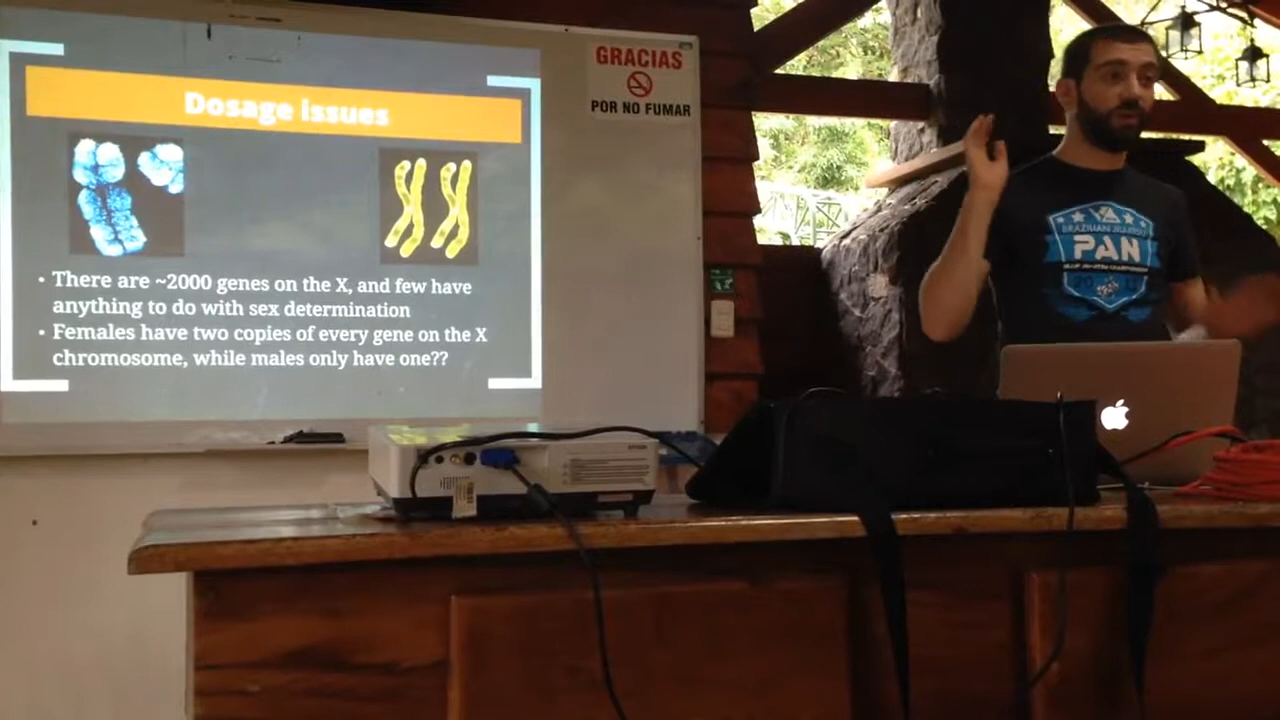 Dosage issues
• There are ~2000 genes on the X, and few have
anything to do with sex determination
• Females have two copies of every gene on the X
chromosome, while males only have one??
GRACIAS
POR NO FUMAR
BRAZILIAN JIU-JITSU
PAN
EPSON